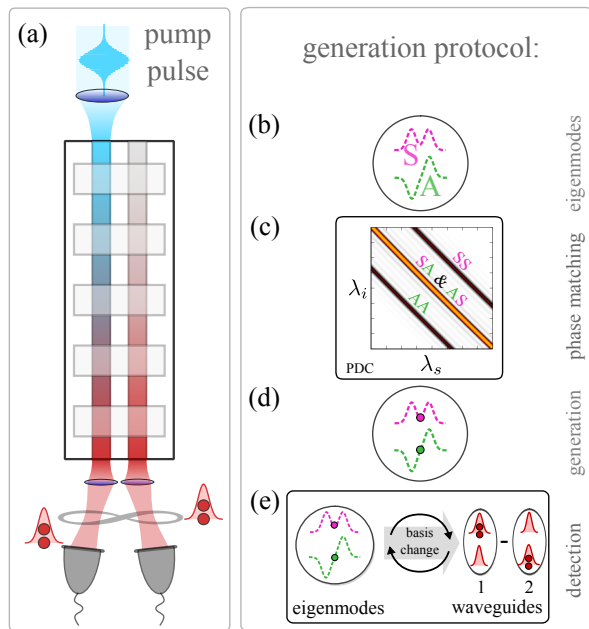 (a)
pump
pulse
generation protocol:
(b)
S
A
eigenmodes
(c)
SS
SA
&
AS
AA
λi
λs
PDC
phase matching
(d)
generation
(e)
basis
change
-
1
2
eigenmodes
waveguides
detection